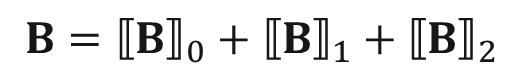 𝐁 = ⟦𝐁⟧₀ + ⟦𝐁⟧₁ + ⟦𝐁⟧₂